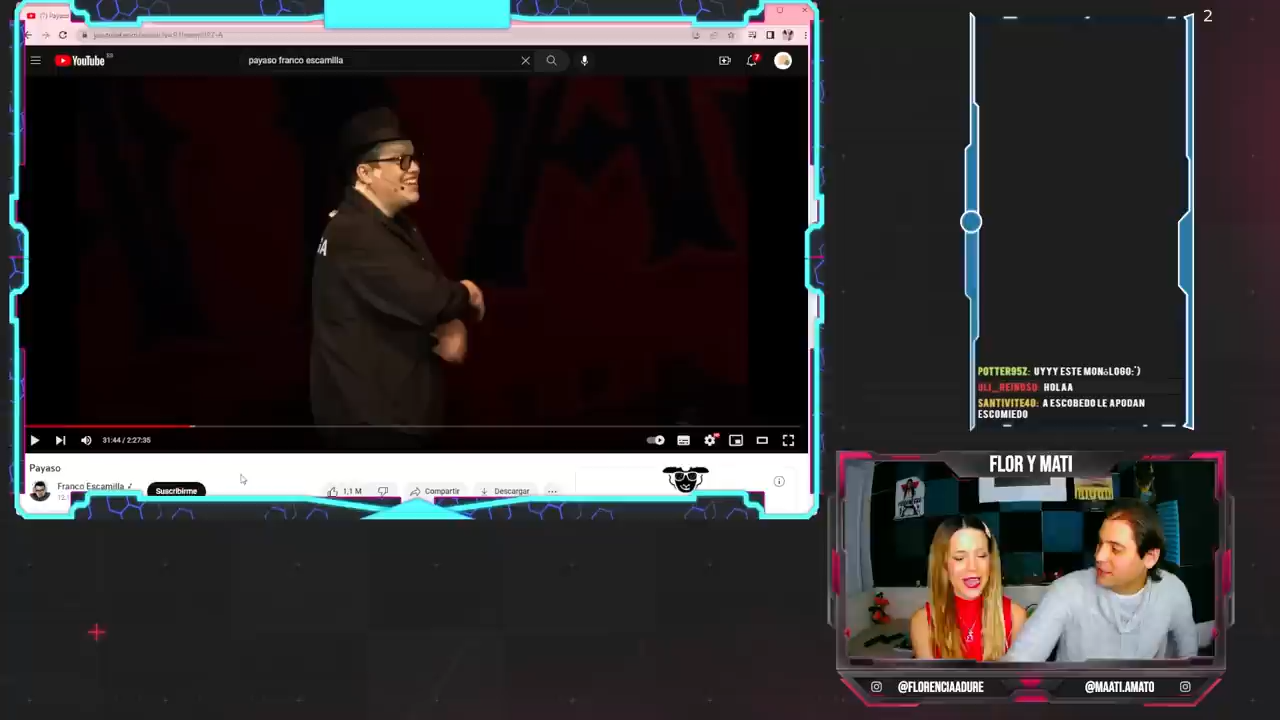 2
YouTube
payaso franco escamilla
31:44 / 2:27:35
Payaso
Franco Escamilla
Suscribirme
1,1 M
Compartir
Descargar
POTTER95Z: UYYY ESTE MONóLOGO:')
ULI_REINOSO: HOLAA
SANTIVITE40: A ESCOBEDO LE APODAN
ESCOMIEDO
FLOR Y MATI
@FLORENCIAADURE
@MAATI.AMATO